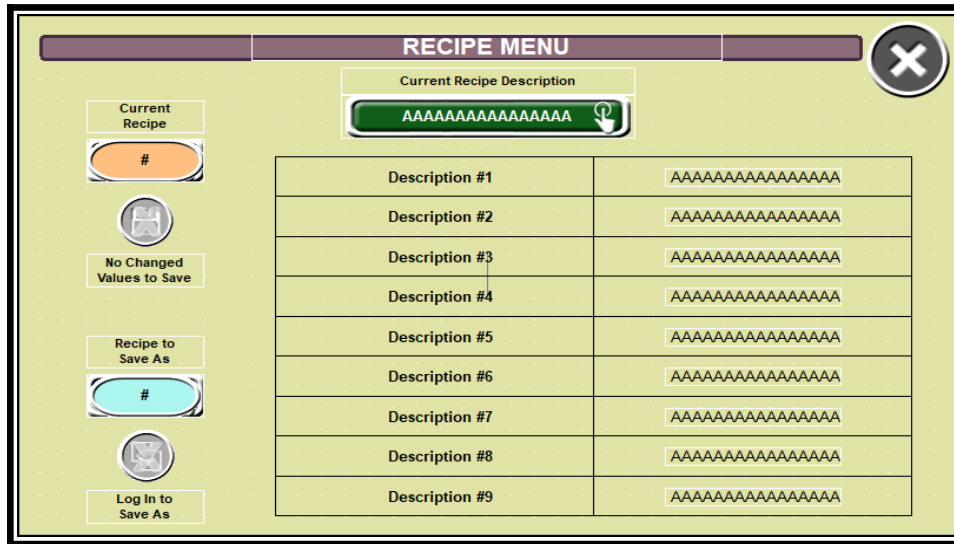 RECIPE MENU
Current Recipe Description
AAAAAAAAAAAAAAAA
Current
Recipe
#
No Changed
Values to Save
Recipe to
Save As
#
Log In to
Save As
Description #1 AAAAAAAAAAAAAAAA
Description #2 AAAAAAAAAAAAAAAA
Description #3 AAAAAAAAAAAAAAAA
Description #4 AAAAAAAAAAAAAAAA
Description #5 AAAAAAAAAAAAAAAA
Description #6 AAAAAAAAAAAAAAAA
Description #7 AAAAAAAAAAAAAAAA
Description #8 AAAAAAAAAAAAAAAA
Description #9 AAAAAAAAAAAAAAAA